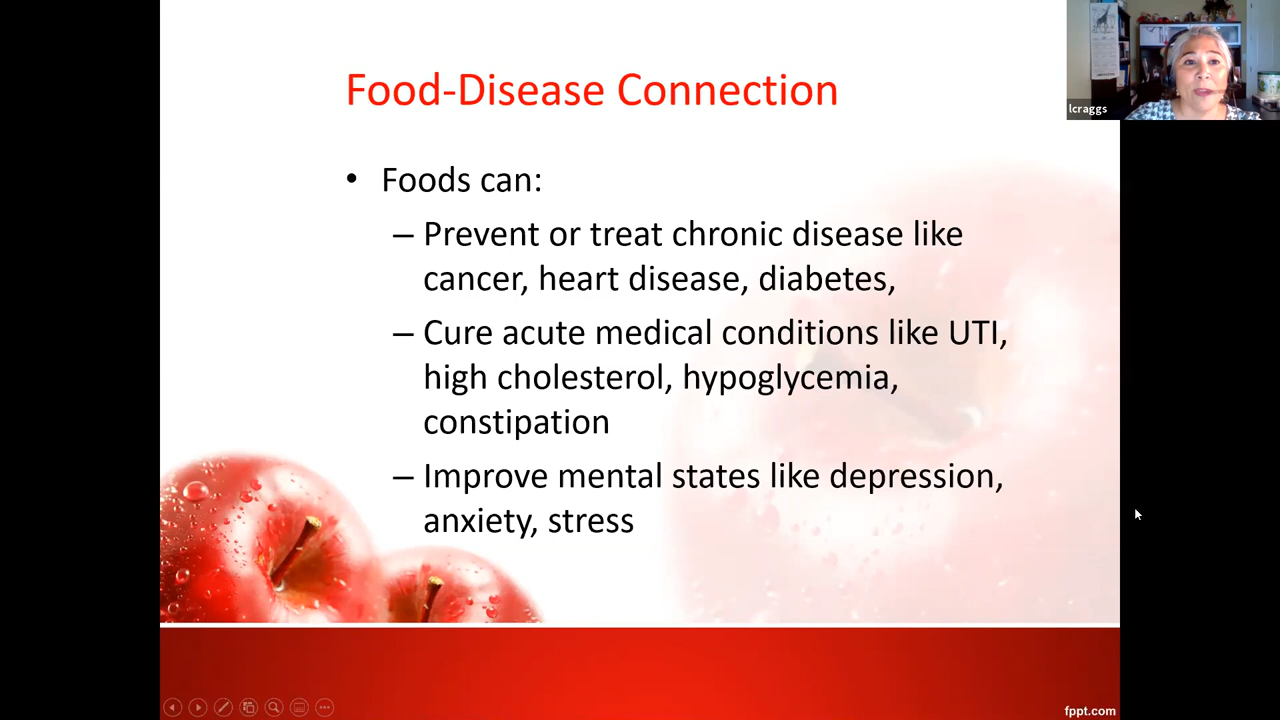 Food-Disease Connection
• Foods can:
– Prevent or treat chronic disease like
cancer, heart disease, diabetes,
– Cure acute medical conditions like UTI,
high cholesterol, hypoglycemia,
constipation
– Improve mental states like depression,
anxiety, stress
lcraggs
fppt.com